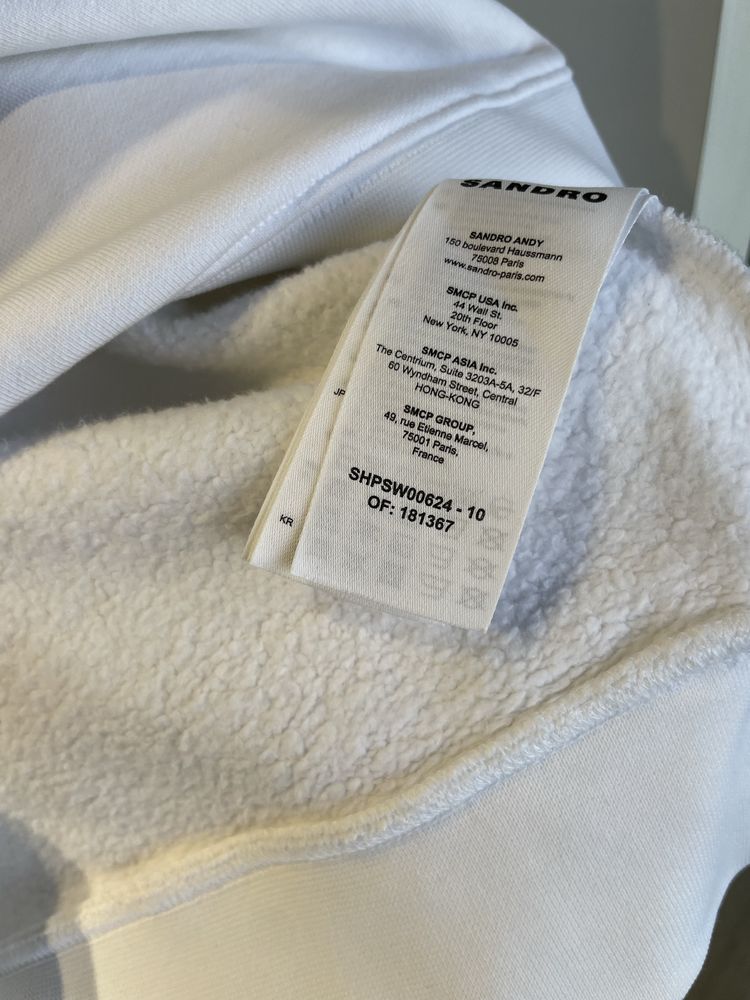 SANDRO
SANDRO ANDY
150 boulevard Haussmann
75008 Paris
www.sandro-paris.com
SMCP USA Inc.
44 Wall St.
20th Floor
New York, NY 10005
SMCP ASIA Inc.
The Centrium, Suite 3203A-5A, 32/F
60 Wyndham Street, Central
HONG-KONG
SMCP GROUP,
49, rue Etienne Marcel,
75001 Paris,
France
SHPSW00624 - 10
OF: 181367
JP
KR